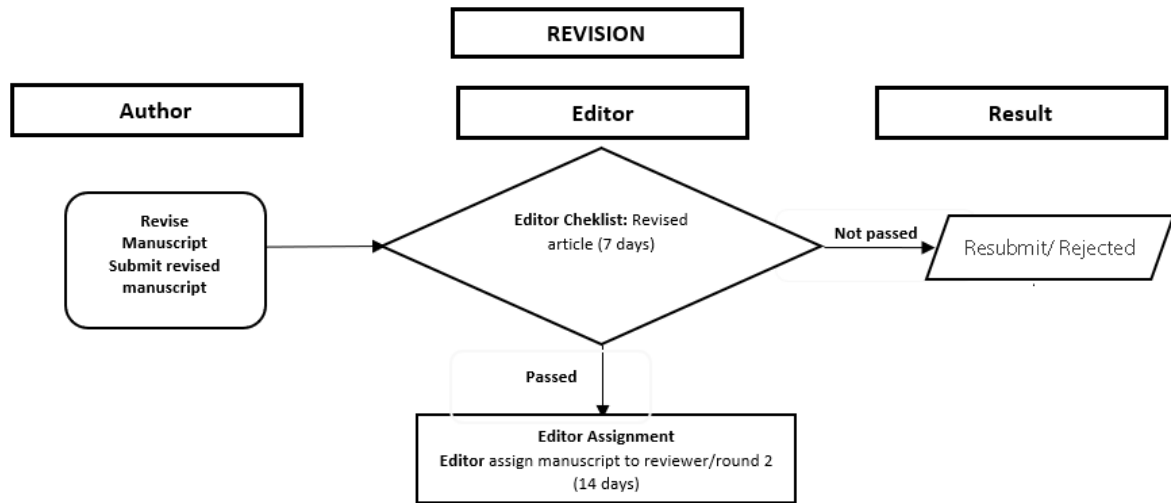 REVISION
Author
Editor
Result
Revise
Manuscript
Submit revised
manuscript
Editor Cheklist: Revised
article (7 days)
Not passed
Resubmit/ Rejected
Passed
Editor Assignment
Editor assign manuscript to reviewer/round 2
(14 days)